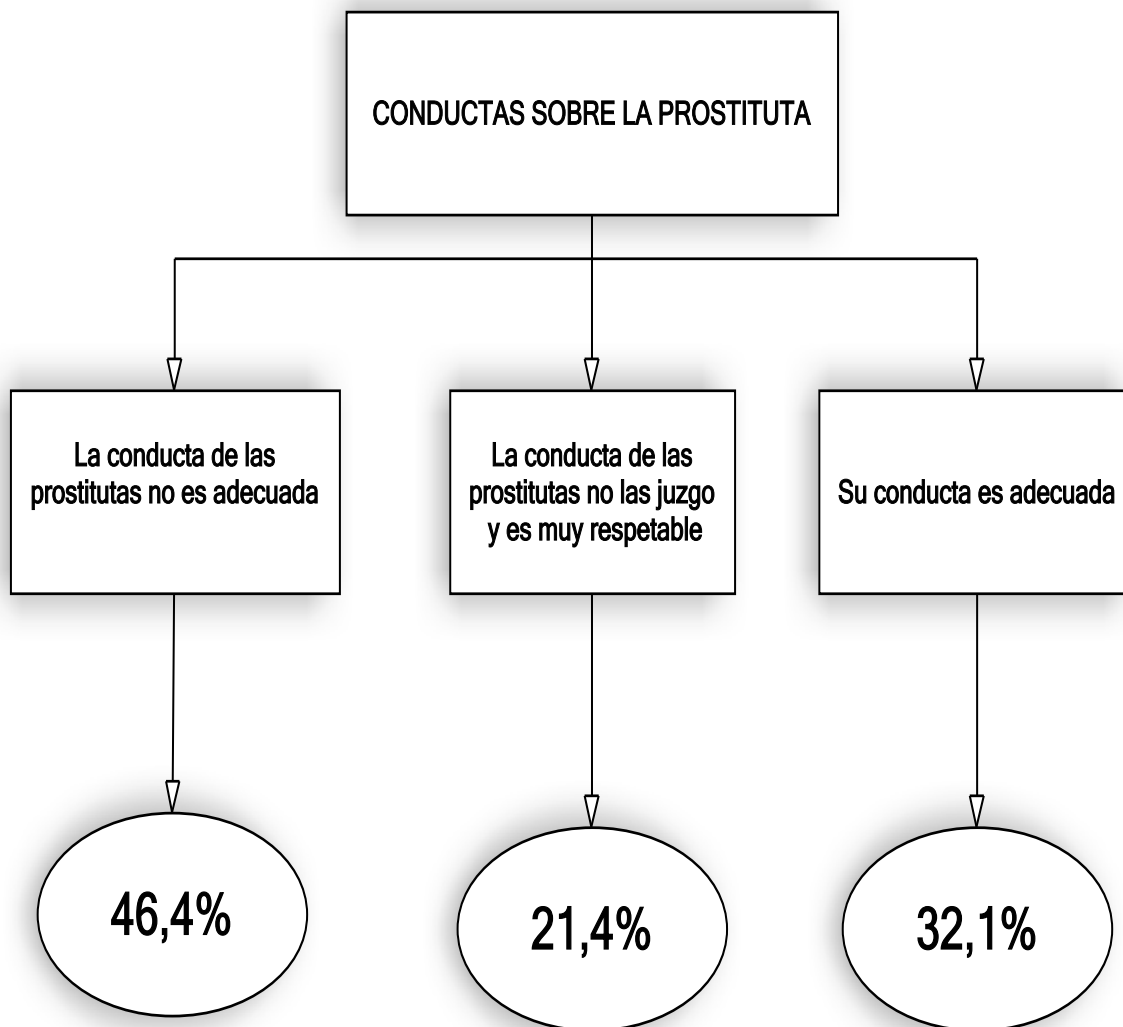 CONDUCTAS SOBRE LA PROSTITUTA
La conducta de las
prostitutas no es adecuada
La conducta de las
prostitutas no las juzgo
y es muy respetable
Su conducta es adecuada
46,4%
21,4%
32,1%